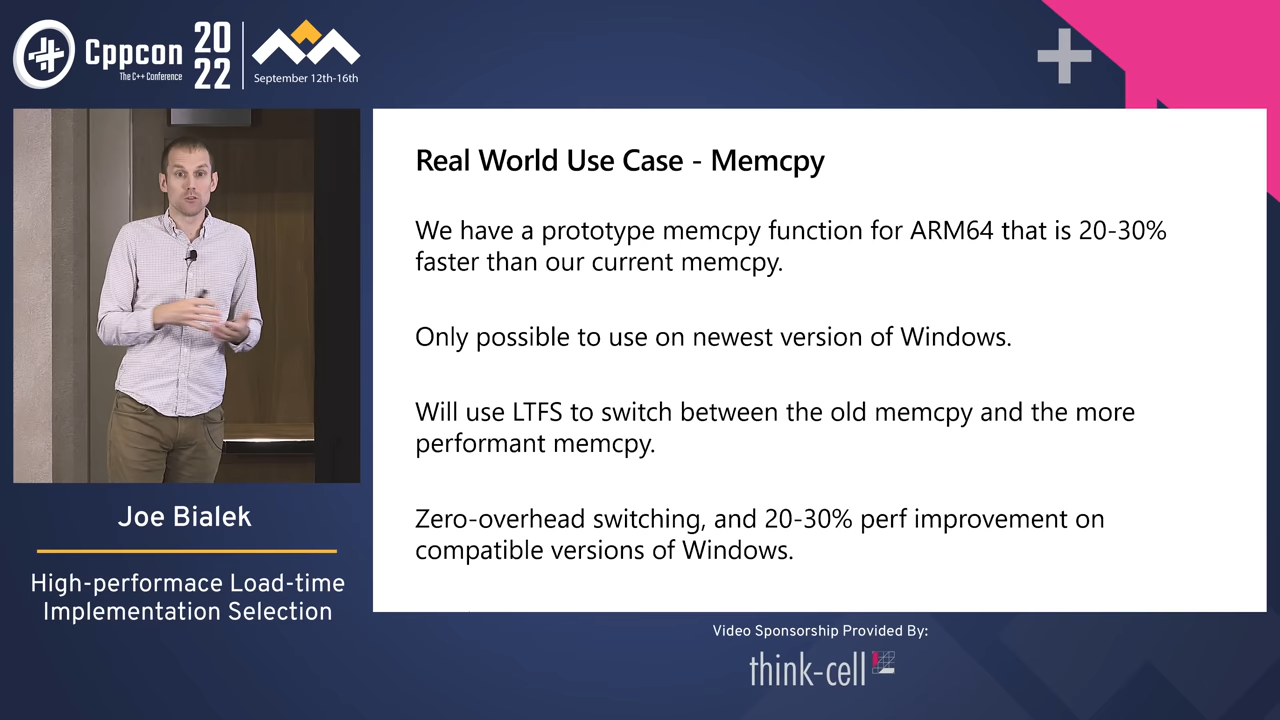 Cppcon
The C++ Conference
20
22
September 12th-16th
Real World Use Case - Memcpy
We have a prototype memcpy function for ARM64 that is 20-30%
faster than our current memcpy.
Only possible to use on newest version of Windows.
Will use LTFS to switch between the old memcpy and the more
performant memcpy.
Zero-overhead switching, and 20-30% perf improvement on
compatible versions of Windows.
Joe Bialek
High-performace Load-time
Implementation Selection
Video Sponsorship Provided By:
think-cell